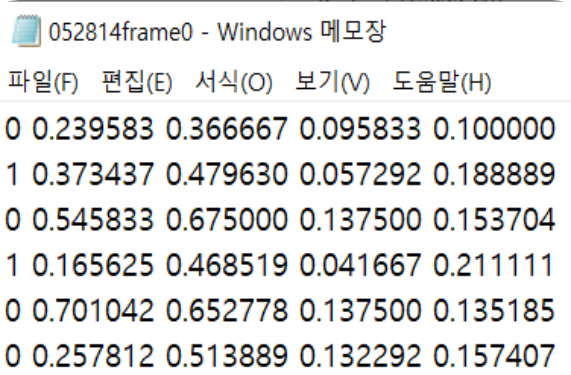 052814frame0 - Windows 메모장
파일(F) 편집(E) 서식(O) 보기(V) 도움말(H)
0 0.239583 0.366667 0.095833 0.100000
1 0.373437 0.479630 0.057292 0.188889
0 0.545833 0.675000 0.137500 0.153704
1 0.165625 0.468519 0.041667 0.211111
0 0.701042 0.652778 0.137500 0.135185
0 0.257812 0.513889 0.132292 0.157407